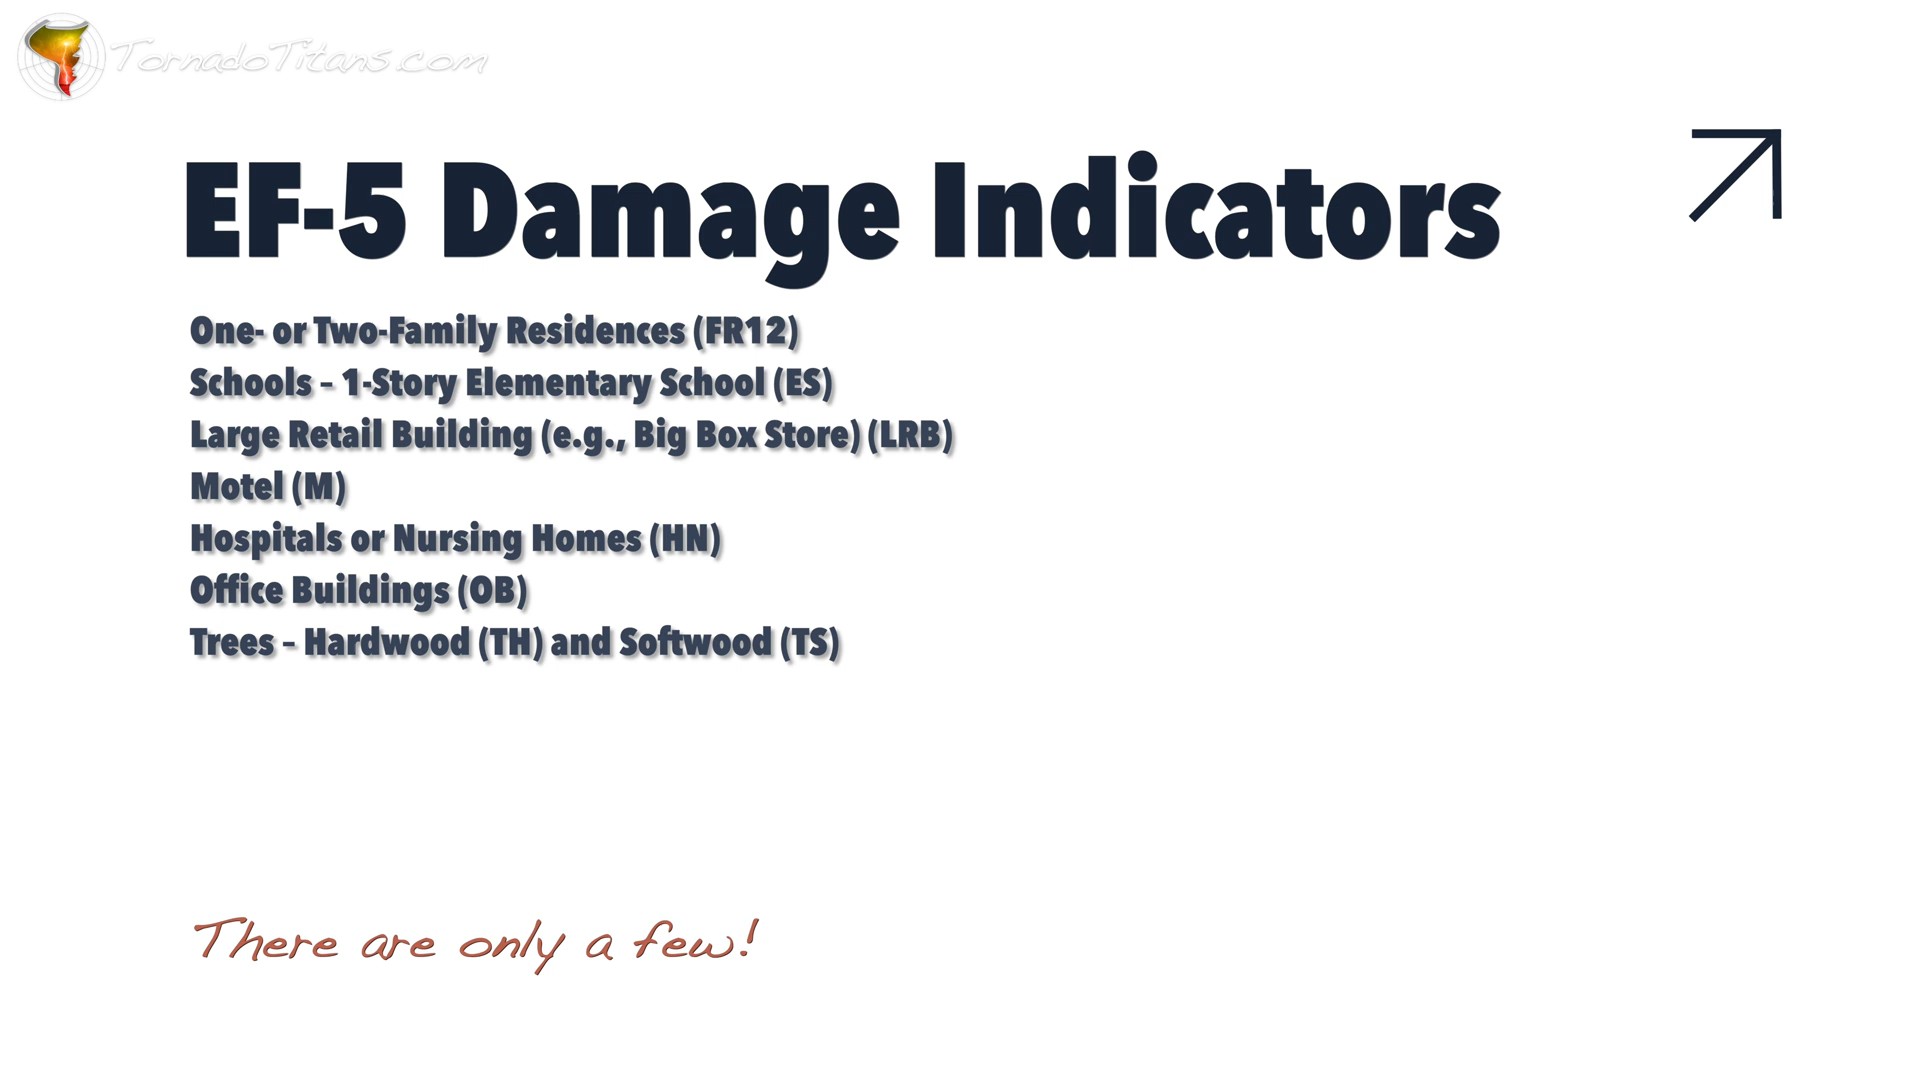 TornadoTitans.com
EF-5 Damage Indicators
One- or Two-Family Residences (FR12)
Schools – 1-Story Elementary School (ES)
Large Retail Building (e.g., Big Box Store) (LRB)
Motel (M)
Hospitals or Nursing Homes (HN)
Office Buildings (OB)
Trees – Hardwood (TH) and Softwood (TS)
There are only a few!